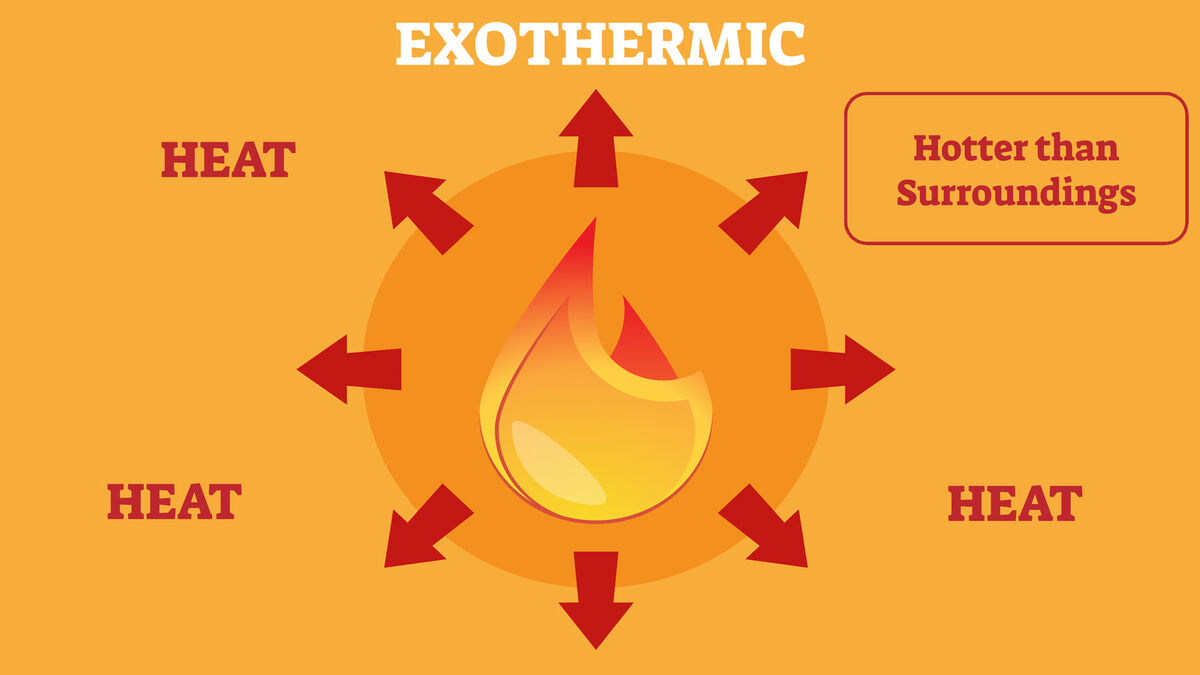 EXOTHERMIC
HEAT
Hotter than
Surroundings
HEAT
HEAT